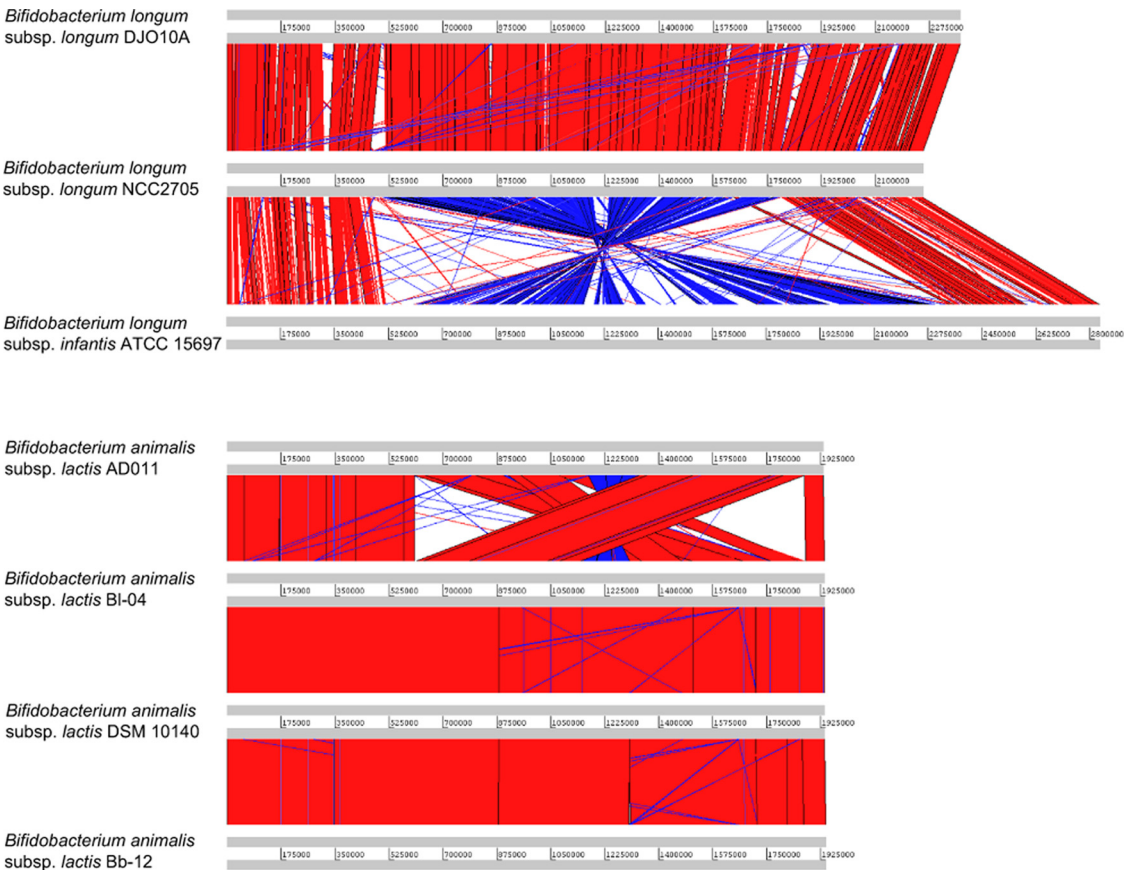 Bifidobacterium longum
subsp. longum DJO10A
175000 350000 525000 700000 875000 1050000 1225000 1400000 1575000 1750000 1925000 2100000 2275000
Bifidobacterium longum
subsp. longum NCC2705
175000 350000 525000 700000 875000 1050000 1225000 1400000 1575000 1750000 1925000 2100000
Bifidobacterium longum
subsp. infantis ATCC 15697
175000 350000 525000 700000 875000 1050000 1225000 1400000 1575000 1750000 1925000 2100000 2275000 2450000 2625000 2800000
Bifidobacterium animalis
subsp. lactis AD011
175000 350000 525000 700000 875000 1050000 1225000 1400000 1575000 1750000 1925000
Bifidobacterium animalis
subsp. lactis Bl-04
175000 350000 525000 700000 875000 1050000 1225000 1400000 1575000 1750000 1925000
Bifidobacterium animalis
subsp. lactis DSM 10140
175000 350000 525000 700000 875000 1050000 1225000 1400000 1575000 1750000 1925000
Bifidobacterium animalis
subsp. lactis Bb-12
175000 350000 525000 700000 875000 1050000 1225000 1400000 1575000 1750000 1925000